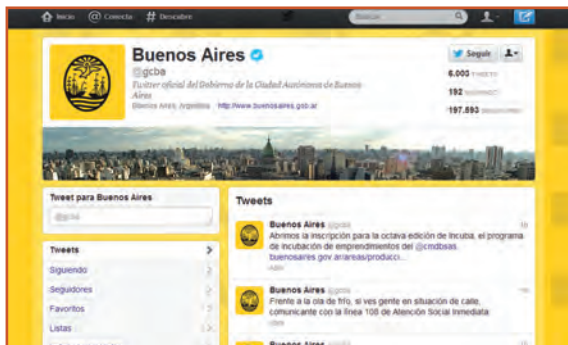 Inicio @ Conecta # Descubre
Buscar
Buenos Aires
@gcba
Twitter oficial del Gobierno de la Ciudad Autónoma de Buenos
Aires
Buenos Aires, Argentina http://www.buenosaires.gob.ar
Seguir
6.003 TWEETS
192
197.593
Tweet para Buenos Aires
@gcba
Tweets
Siguiendo
Seguidores
Favoritos
Listas
Tweets
Buenos Aires @gcba
Abrimos la inscripción para la octava edición de Incuba, el programa
de incubación de emprendimientos del @cmdbsas.
buenosaires.gov.ar/areas/producci...
Buenos Aires @gcba
Frente a la ola de frío, si ves gente en situación de calle,
comunicante con la línea 108 de Atención Social Inmediata.
Buenos Aires @gcba